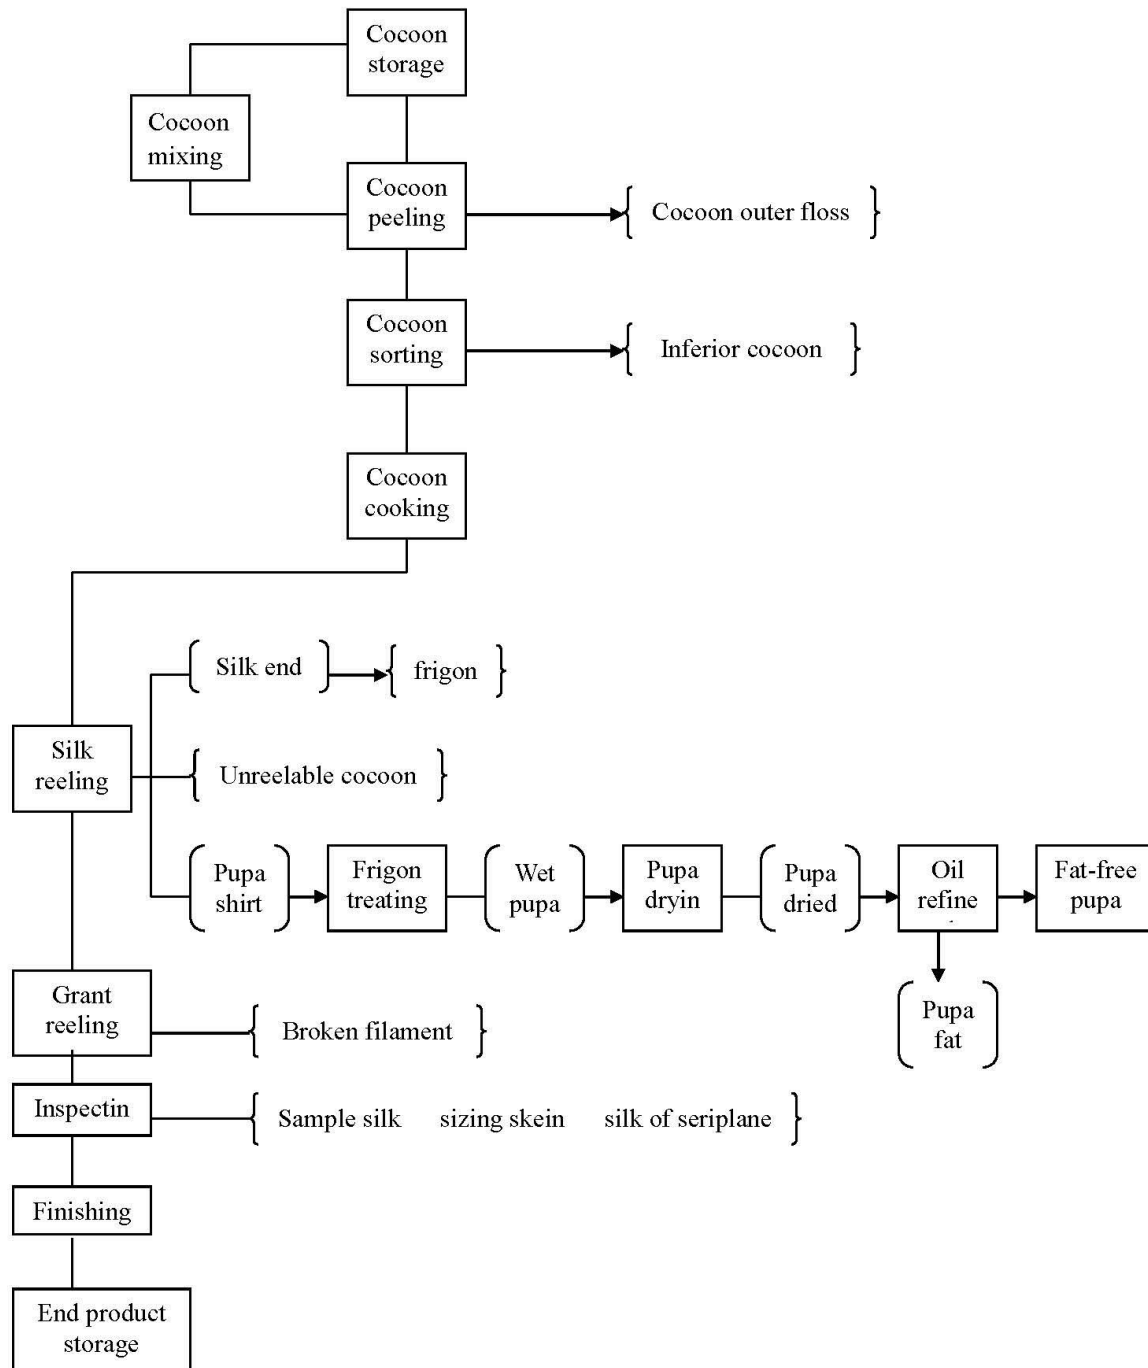 Cocoon
storage
Cocoon
mixing
Cocoon
peeling
Cocoon outer floss
Cocoon
sorting
Inferior cocoon
Cocoon
cooking
Silk end
frigon
Silk
reeling
Unreelable cocoon
Pupa
shirt
Frigon
treating
Wet
pupa
Pupa
dryin
Pupa
dried
Oil
refine
Fat-free
pupa
Pupa
fat
Grant
reeling
Broken filament
Inspectin
Sample silk sizing skein silk of seriplane
Finishing
End product
storage